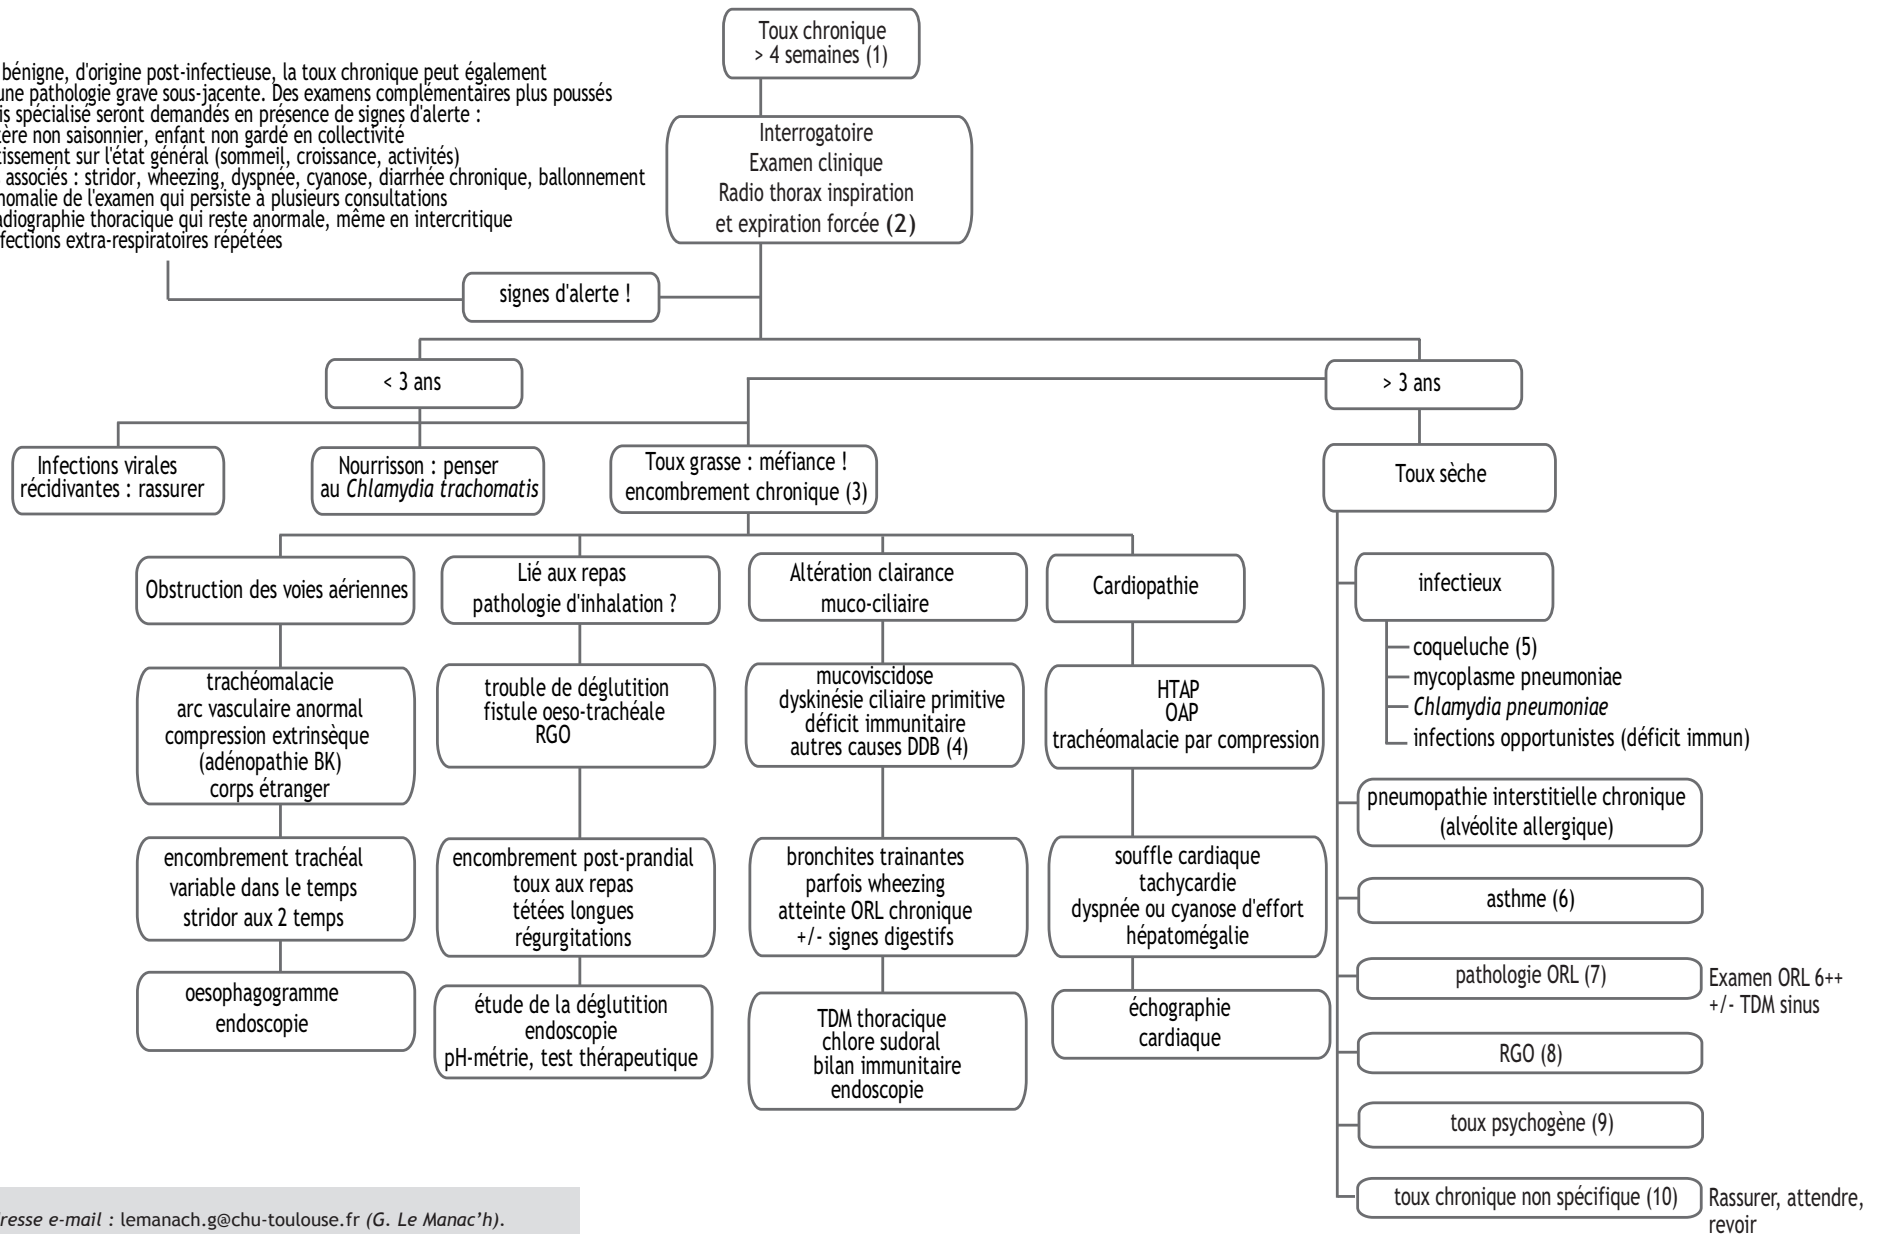 Toux chronique
> 4 semaines (1)
bénigne, d'origine post-infectieuse, la toux chronique peut également
une pathologie grave sous-jacente. Des examens complémentaires plus poussés
is spécialisé seront demandés en présence de signes d'alerte :
tère non saisonnier, enfant non gardé en collectivité
tissement sur l'état général (sommeil, croissance, activités)
associés : stridor, wheezing, dyspnée, cyanose, diarrhée chronique, ballonnement
nomalie de l'examen qui persiste à plusieurs consultations
adiographie thoracique qui reste anormale, même en intercritique
fections extra-respiratoires répétées
Interrogatoire
Examen clinique
Radio thorax inspiration
et expiration forcée (2)
signes d'alerte !
< 3 ans
> 3 ans
Infections virales
récidivantes : rassurer
Nourrisson : penser
au Chlamydia trachomatis
Toux grasse : méfiance !
encombrement chronique (3)
Toux sèche
Obstruction des voies aériennes
trachéomalacie
arc vasculaire anormal
compression extrinsèque
(adénopathie BK)
corps étranger
encombrement trachéal
variable dans le temps
stridor aux 2 temps
oesophagogramme
endoscopie
Lié aux repas
pathologie d'inhalation ?
trouble de déglutition
fistule oeso-trachéale
RGO
encombrement post-prandial
toux aux repas
tétées longues
régurgitations
étude de la déglutition
endoscopie
pH-métrie, test thérapeutique
Altération clairance
muco-ciliaire
mucoviscidose
dyskinésie ciliaire primitive
déficit immunitaire
autres causes DDB (4)
bronchites trainantes
parfois wheezing
atteinte ORL chronique
+/- signes digestifs
TDM thoracique
chlore sudoral
bilan immunitaire
endoscopie
Cardiopathie
HTAP
OAP
trachéomalacie par compression
souffle cardiaque
tachycardie
dyspnée ou cyanose d'effort
hépatomégalie
échographie
cardiaque
infectieux
coqueluche (5)
mycoplasme pneumoniae
Chlamydia pneumoniae
infections opportunistes (déficit immun)
pneumopathie interstitielle chronique
(alvéolite allergique)
asthme (6)
pathologie ORL (7)
Examen ORL 6++
+/- TDM sinus
RGO (8)
toux psychogène (9)
toux chronique non spécifique (10)
Rassurer, attendre,
revoir
resse e-mail : lemanach.g@chu-toulouse.fr (G. Le Manac'h).